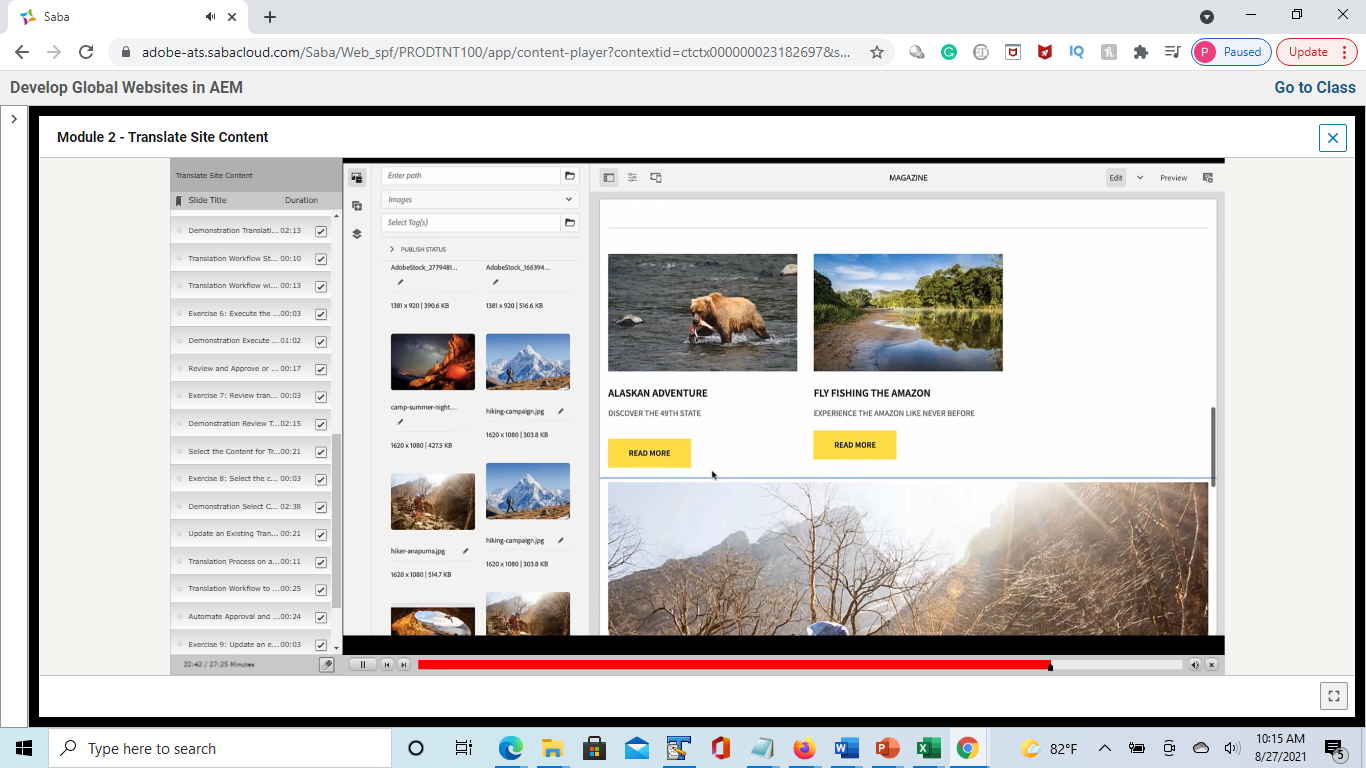 Saba
adobe-ats.sabacloud.com/Saba/Web_spf/PRODTNT100/app/content-player?contextid=ctctx000000023182697&s...
P Paused
Update
Develop Global Websites in AEM
Go to Class
Module 2 - Translate Site Content
Translate Site Content
Slide Title Duration
Demonstration Translati... 02:13
Translation Workflow St... 00:10
Translation Workflow wi... 00:13
Exercise 6: Execute the ...00:03
Demonstration Execute ... 01:02
Review and Approve or ... 00:17
Exercise 7: Review tran... 00:03
Demonstration Review T... 02:15
Select the Content for Tr...00:21
Exercise 8: Select the c... 00:03
Demonstration Select C... 02:38
Update an Existing Tran... 00:21
Translation Process on a... 00:11
Translation Workflow to ... 00:25
Automate Approval and ... 00:24
Exercise 9: Update an e... 00:03
22:42 / 27:25 Minutes
Enter path
Images
Select Tag(s)
PUBLISH STATUS
AdobeStock_2779481... AdobeStock_166394...
1381 x 920 | 390.6 KB 1381 x 920 | 516.6 KB
camp-summer-night...
1620 x 1080 | 427.5 KB
hiking-campaign.jpg
1620 x 1080 | 303.8 KB
hiker-anapurna.jpg
1620 x 1080 | 514.7 KB
hiking-campaign.jpg
1620 x 1080 | 303.8 KB
MAGAZINE
Edit
Preview
ALASKAN ADVENTURE
DISCOVER THE 49TH STATE
READ MORE
FLY FISHING THE AMAZON
EXPERIENCE THE AMAZON LIKE NEVER BEFORE
READ MORE
Type here to search
82°F
10:15 AM
8/27/2021
5